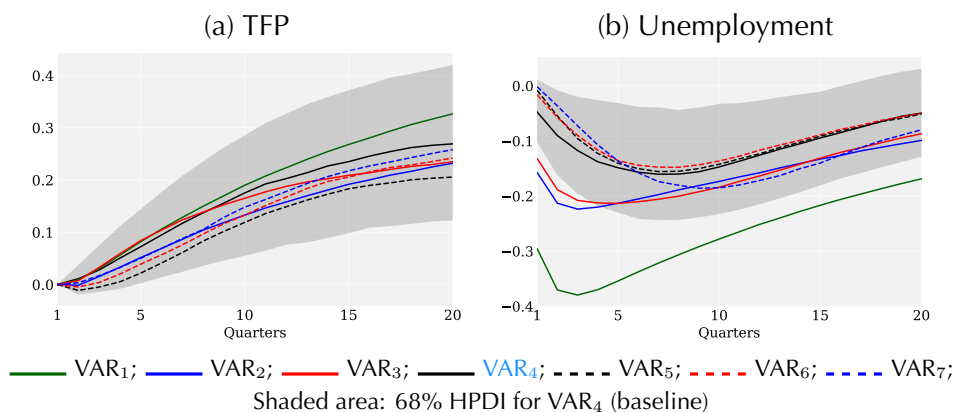 (a) TFP
(b) Unemployment
0.4
0.3
0.2
0.1
0.0
1 5 10 15 20
Quarters
−0.0
−0.1
−0.2
−0.3
−0.4
1 5 10 15 20
Quarters
VAR₁; VAR₂; VAR₃; VAR₄; VAR₅; VAR₆; VAR₇;
Shaded area: 68% HPDI for VAR₄ (baseline)